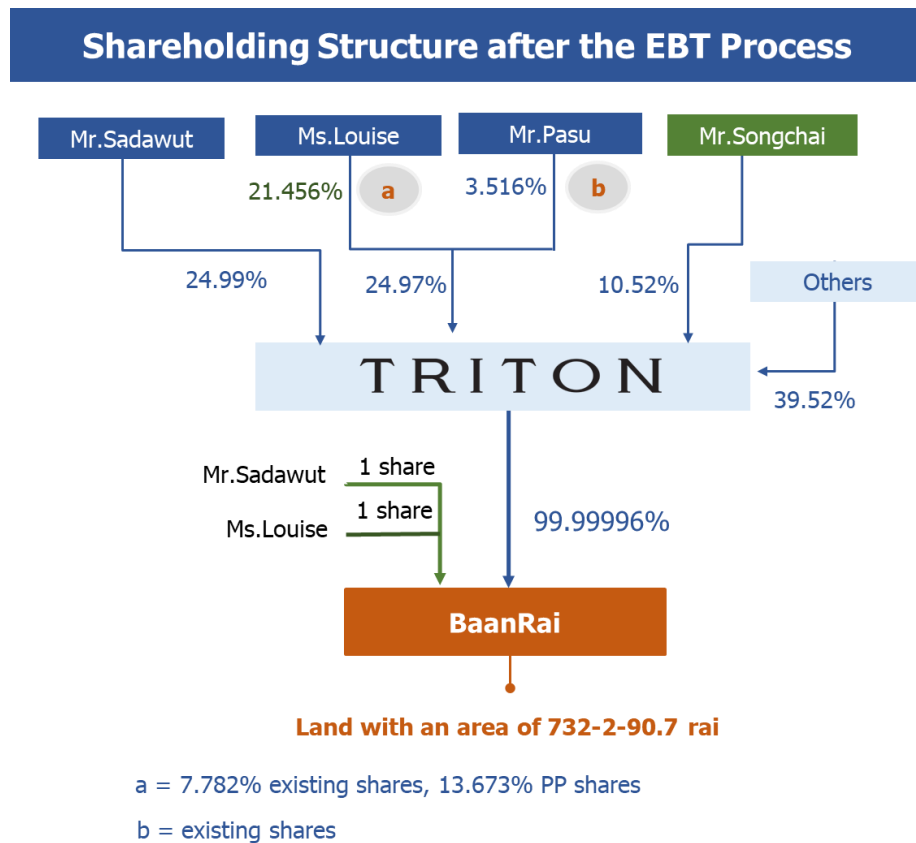 Shareholding Structure after the EBT Process
Mr.Sadawut
Ms.Louise
Mr.Pasu
Mr.Songchai
21.456%
a
3.516%
b
24.99%
24.97%
10.52%
Others
TRITON
39.52%
Mr.Sadawut
1 share
1 share
Ms.Louise
99.99996%
BaanRai
Land with an area of 732-2-90.7 rai
a = 7.782% existing shares, 13.673% PP shares
b = existing shares